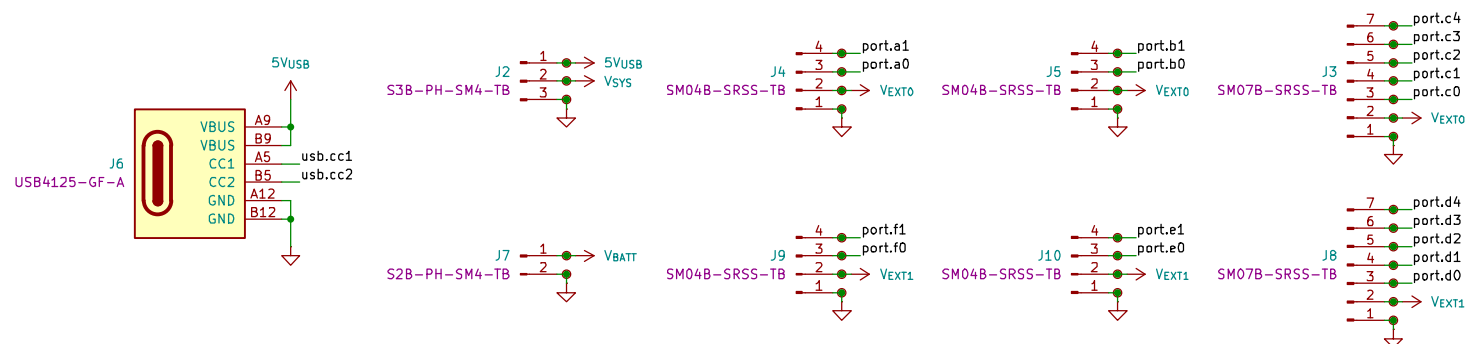 5VUSB
J6
USB4125-GF-A
VBUS A9
VBUS B9
CC1 A5 usb.cc1
CC2 B5 usb.cc2
GND A12
GND B12
J2
S3B-PH-SM4-TB
1 5VUSB
2 VSYS
3
J4
SM04B-SRSS-TB
4 port.a1
3 port.a0
2 VEXT0
1
J5
SM04B-SRSS-TB
4 port.b1
3 port.b0
2 VEXT0
1
J3
SM07B-SRSS-TB
7 port.c4
6 port.c3
5 port.c2
4 port.c1
3 port.c0
2 VEXT0
1
J7
S2B-PH-SM4-TB
1 VBATT
2
J9
SM04B-SRSS-TB
4 port.f1
3 port.f0
2 VEXT1
1
J10
SM04B-SRSS-TB
4 port.e1
3 port.e0
2 VEXT1
1
J8
SM07B-SRSS-TB
7 port.d4
6 port.d3
5 port.d2
4 port.d1
3 port.d0
2 VEXT1
1